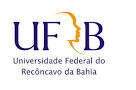 UFRB
Universidade Federal do
Recôncavo da Bahia